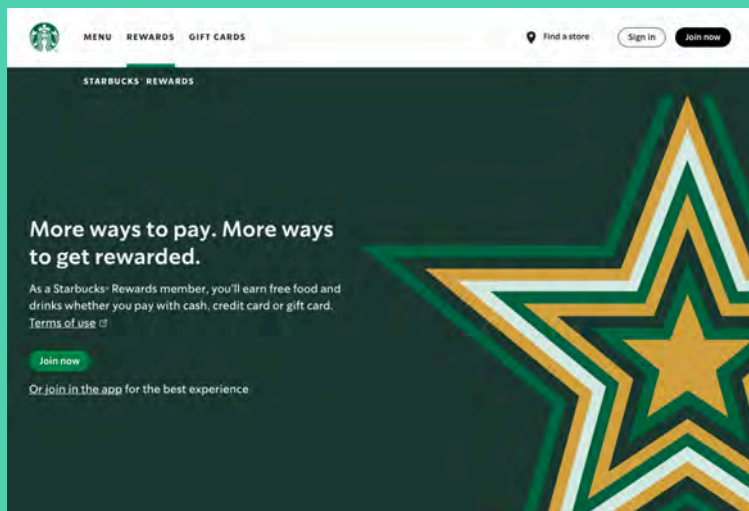 MENU REWARDS GIFT CARDS Find a store Sign in Join now
STARBUCKS® REWARDS
More ways to pay. More ways
to get rewarded.
As a Starbucks® Rewards member, you'll earn free food and
drinks whether you pay with cash, credit card or gift card.
Terms of use
Join now
Or join in the app for the best experience